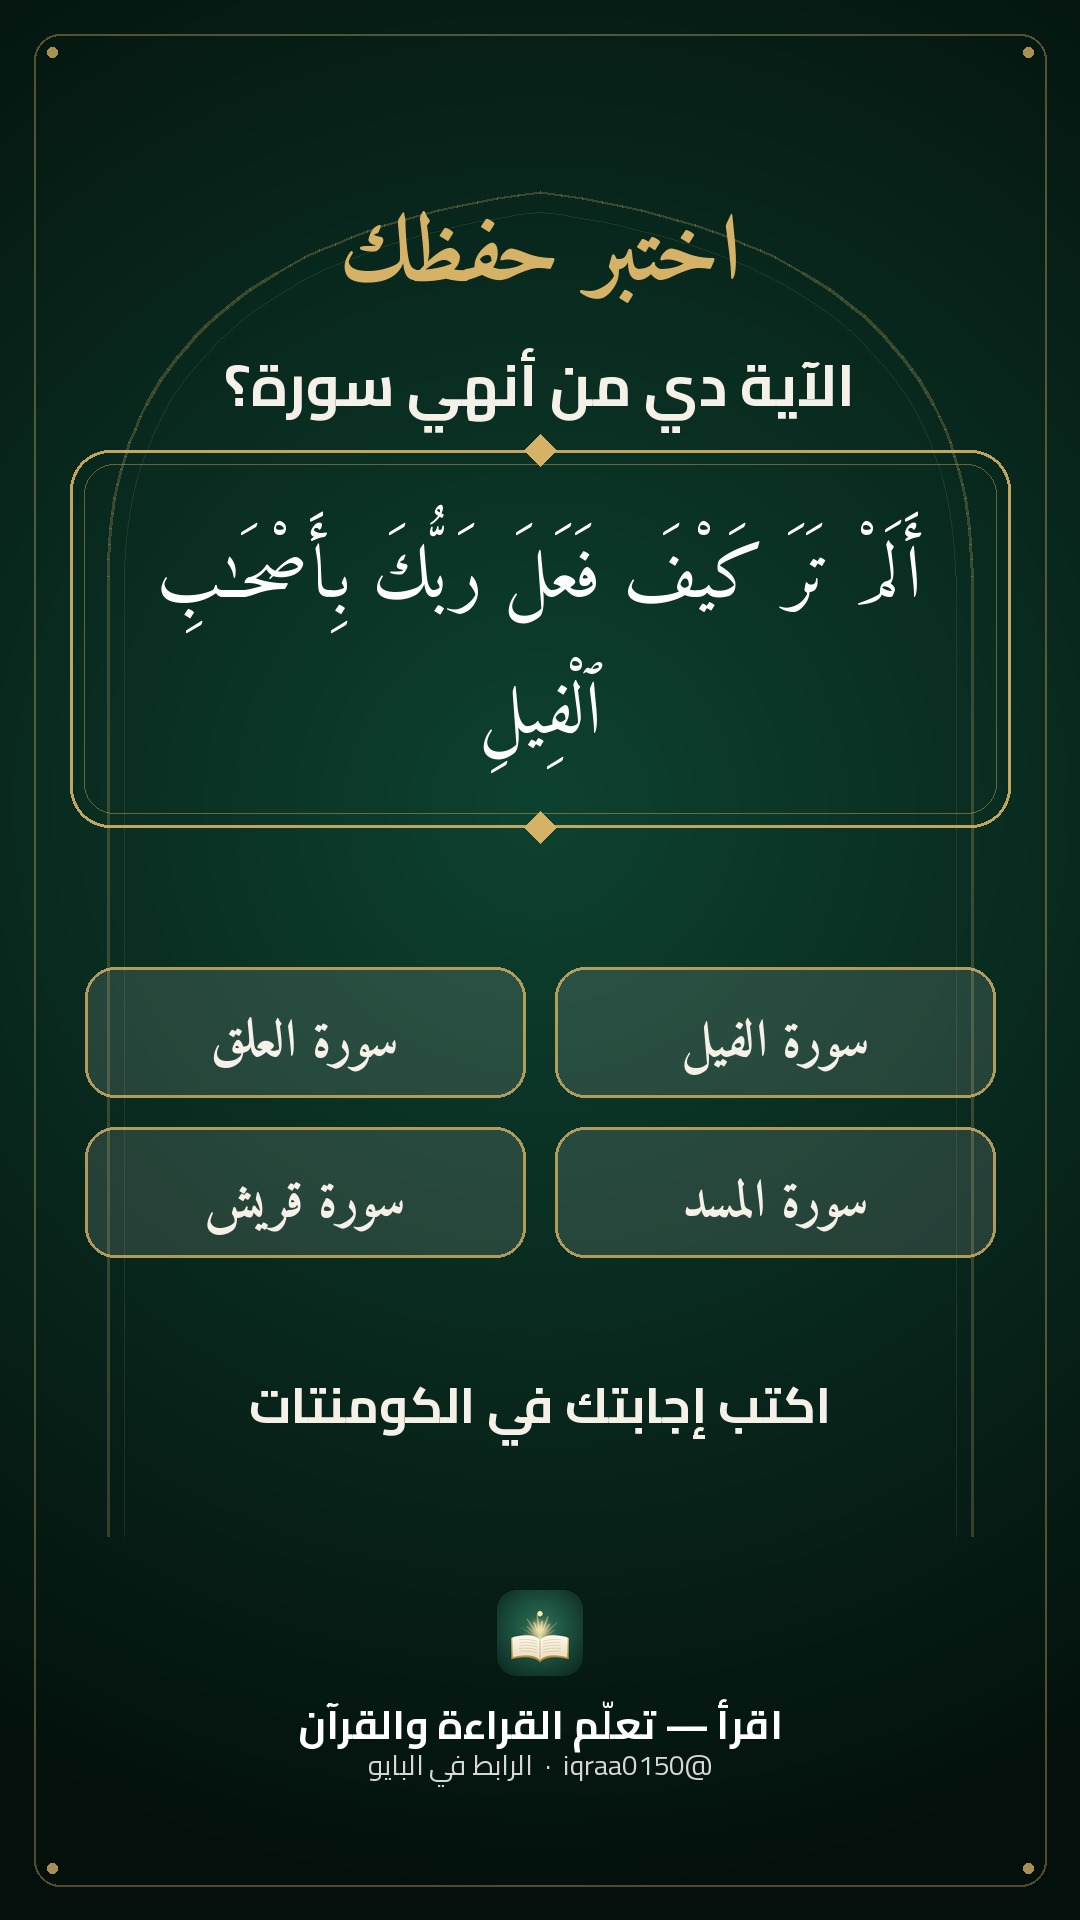 اختبر حفظك
الآية دي من أنهي سورة؟
أَلَمْ تَرَ كَيْفَ فَعَلَ رَبُّكَ بِأَصْحَـٰبِ
ٱلْفِيلِ
سورة الفيل
سورة العلق
سورة المسد
سورة قريش
اكتب إجابتك في الكومنتات
اقرأ — تعلّم القراءة والقرآن
@iqraa0150 · الرابط في البايو